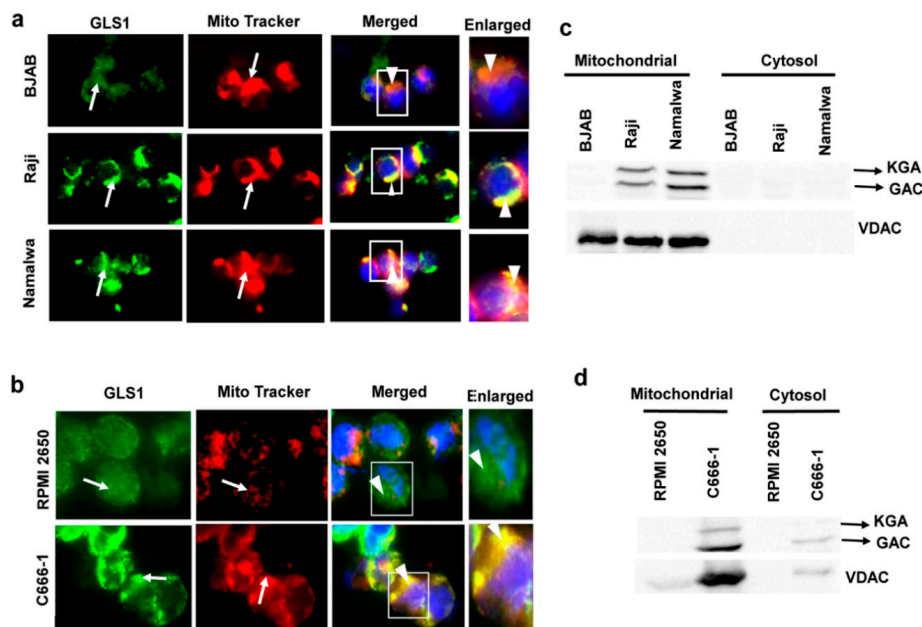 a
GLS1 Mito Tracker Merged Enlarged
BJAB
Raji
Namalwa
b
GLS1 Mito Tracker Merged Enlarged
RPMI 2650
C666-1
c
Mitochondrial Cytosol
BJAB Raji Namalwa BJAB Raji Namalwa
KGA
GAC
VDAC
d
Mitochondrial Cytosol
RPMI 2650 C666-1 RPMI 2650 C666-1
KGA
GAC
VDAC